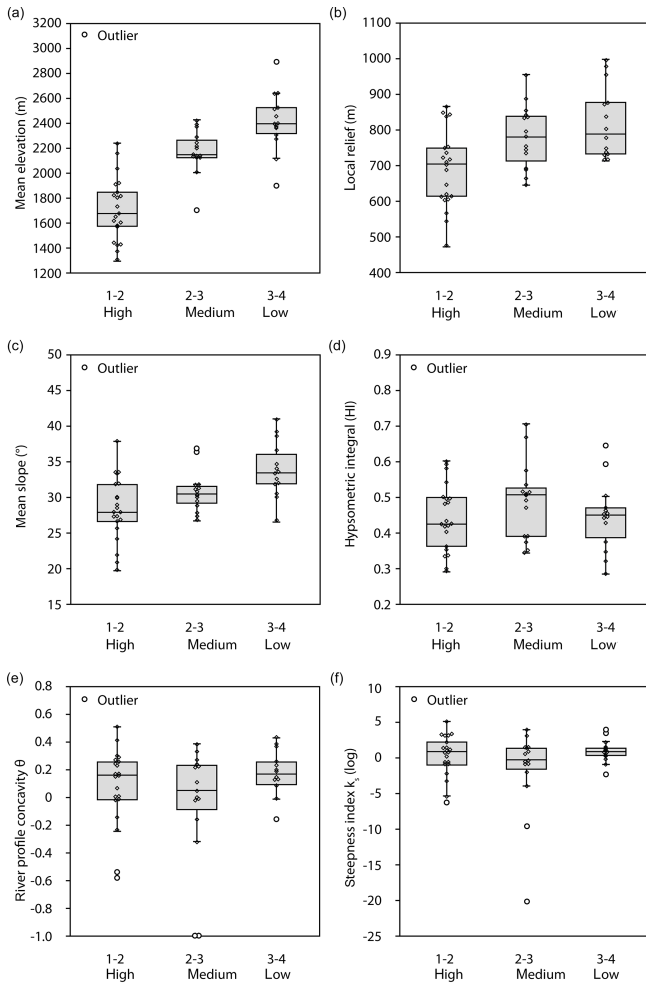 (a)
Mean elevation (m)
3200
3000
2800
2600
2400
2200
2000
1800
1600
1400
1200
Outlier
1-2 2-3 3-4
High Medium Low
(b)
Local relief (m)
1100
1000
900
800
700
600
500
400
1-2 2-3 3-4
High Medium Low
(c)
Mean slope (°)
50
45
40
35
30
25
20
15
Outlier
1-2 2-3 3-4
High Medium Low
(d)
Hypsometric integral (HI)
0.9
0.8
0.7
0.6
0.5
0.4
0.3
0.2
Outlier
1-2 2-3 3-4
High Medium Low
(e)
River profile concavity θ
0.8
0.6
0.4
0.2
0
-0.2
-0.4
-0.6
-0.8
-1.0
Outlier
1-2 2-3 3-4
High Medium Low
(f)
Steepness index ks (log)
10
5
0
-5
-10
-15
-20
-25
Outlier
1-2 2-3 3-4
High Medium Low